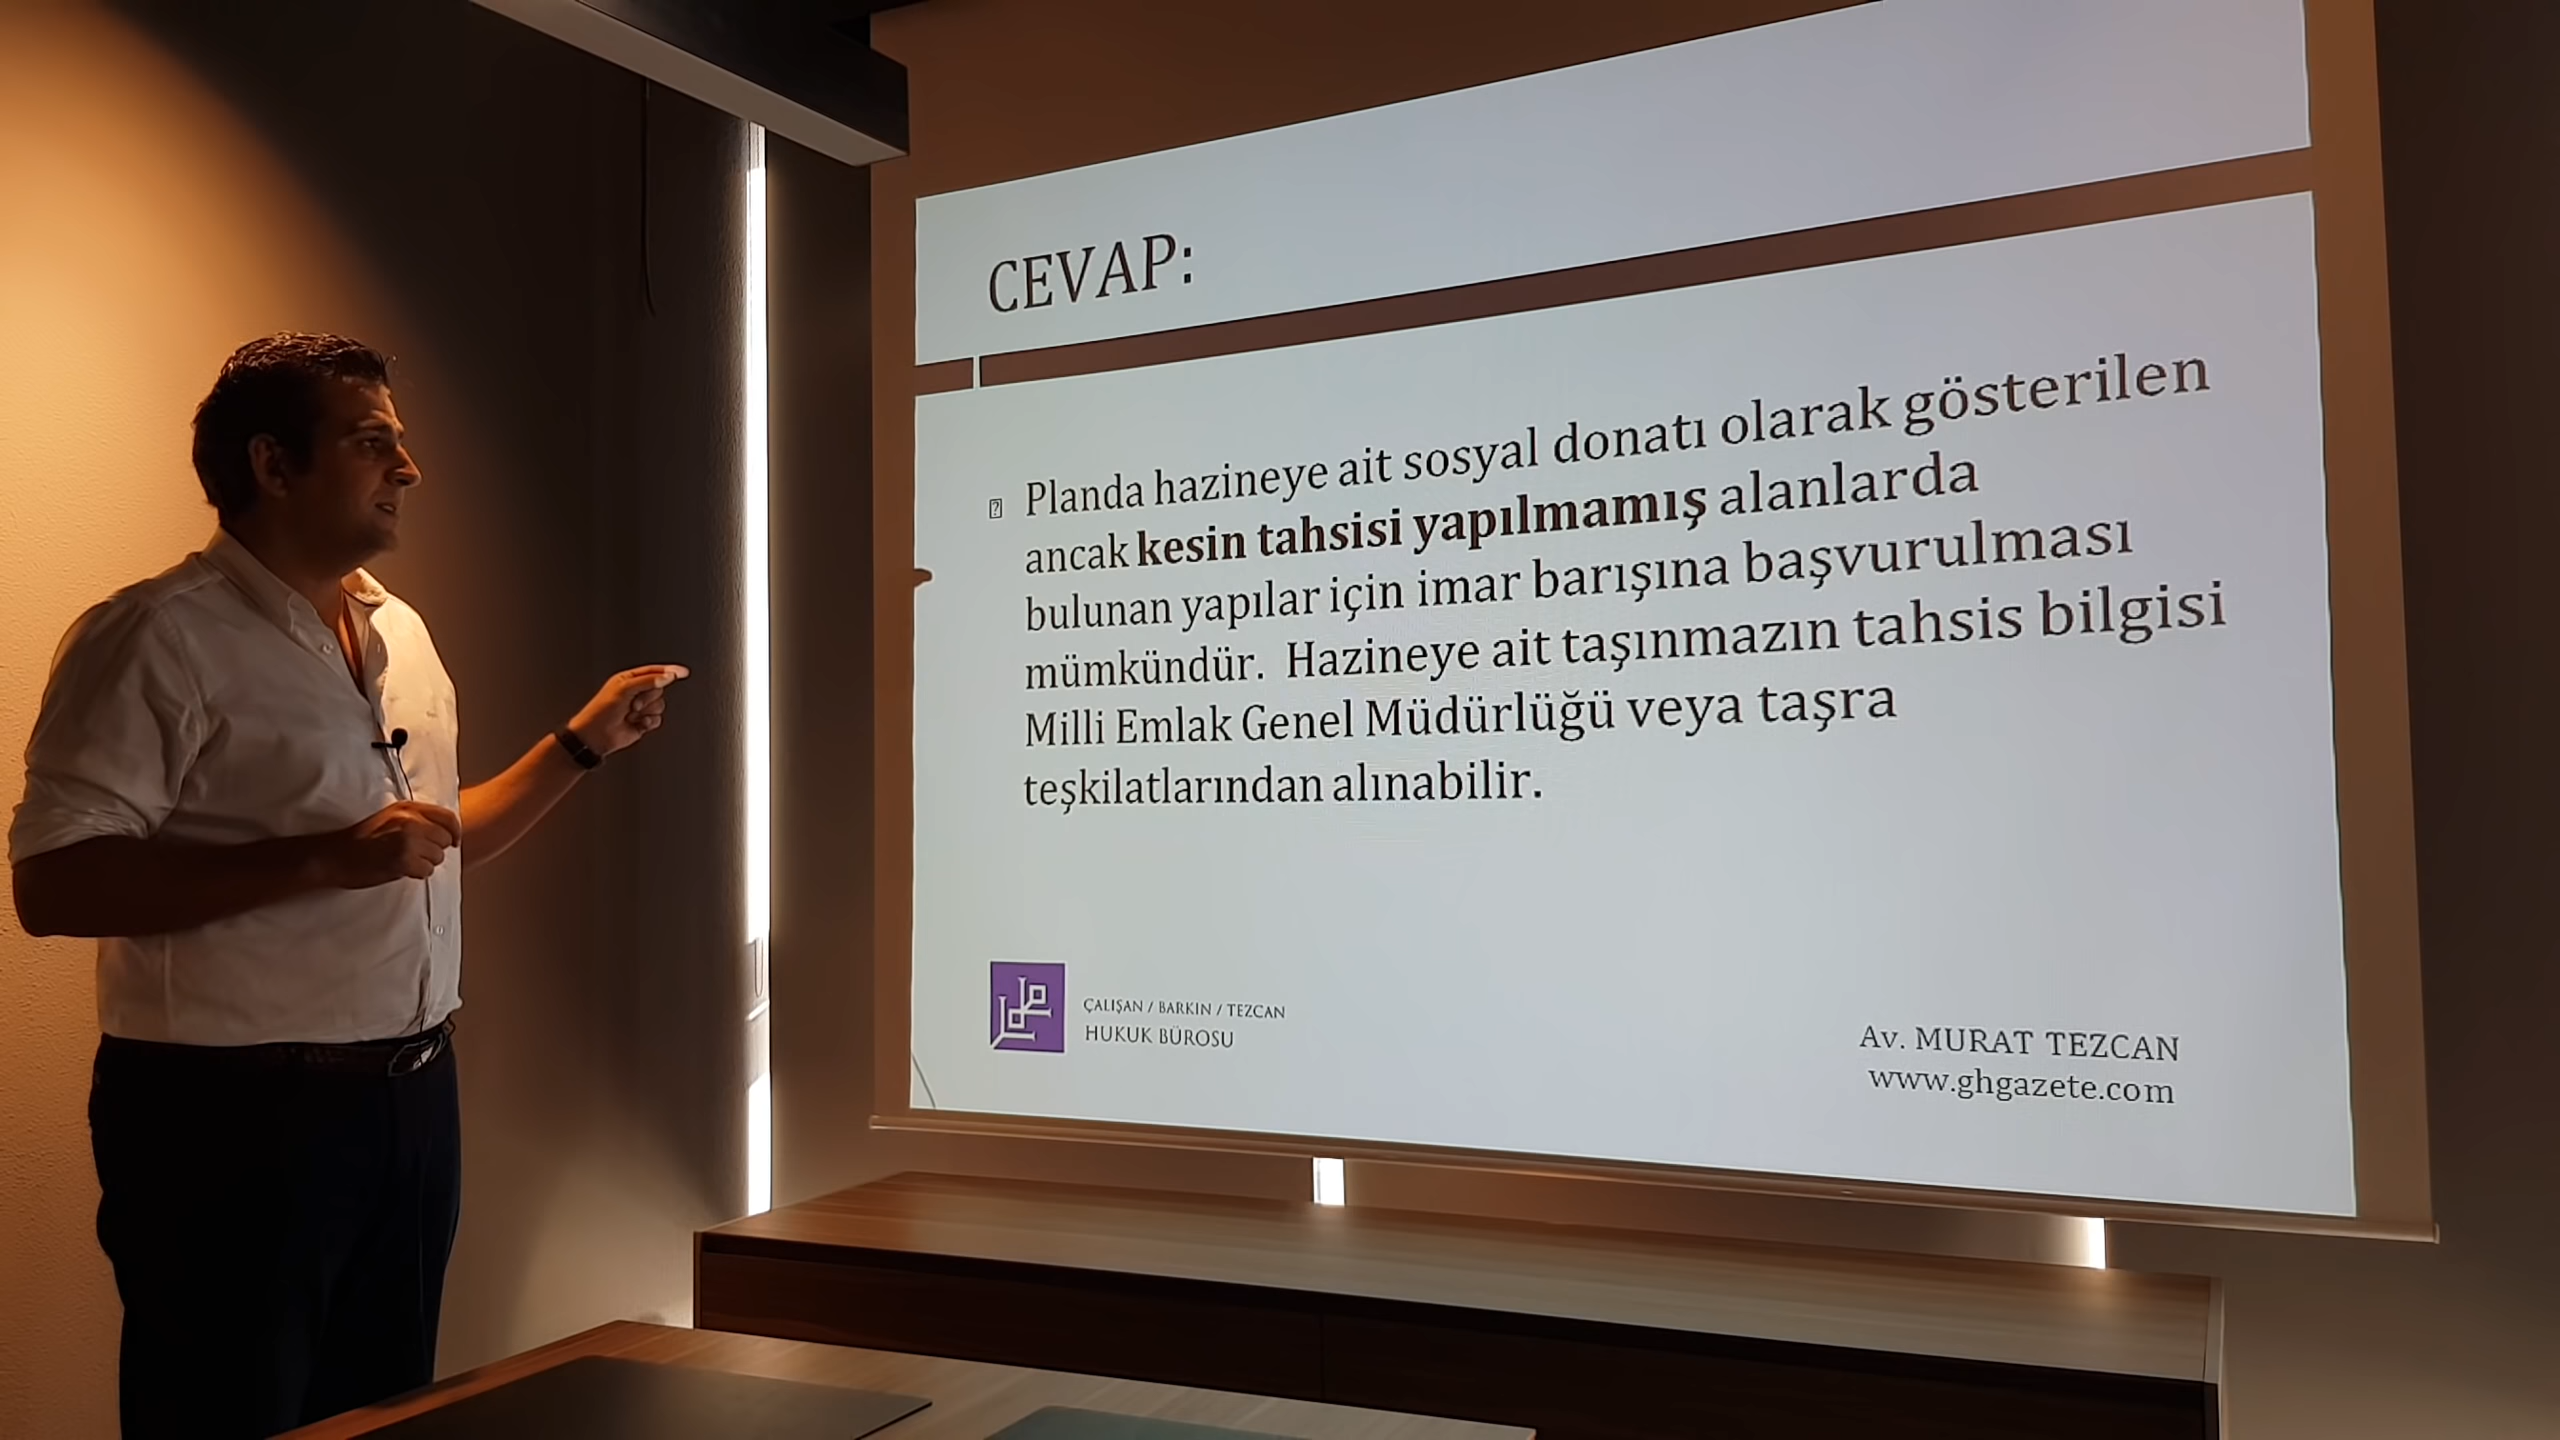 CEVAP:
Planda hazineye ait sosyal donatı olarak gösterilen
ancak kesin tahsisi yapılmamış alanlarda
bulunan yapılar için imar barışına başvurulması
mümkündür. Hazineye ait taşınmazın tahsis bilgisi
Milli Emlak Genel Müdürlüğü veya taşra
teşkilatlarından alınabilir.
ÇALIŞAN / BARKIN / TEZCAN
HUKUK BÜROSU
Av. MURAT TEZCAN
www.ghgazete.com